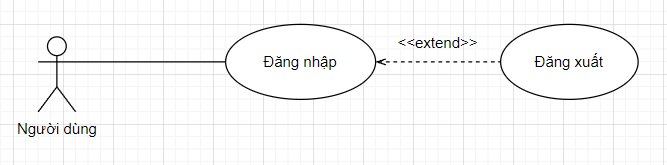 <<extend>>
Đăng nhập
Đăng xuất
Người dùng